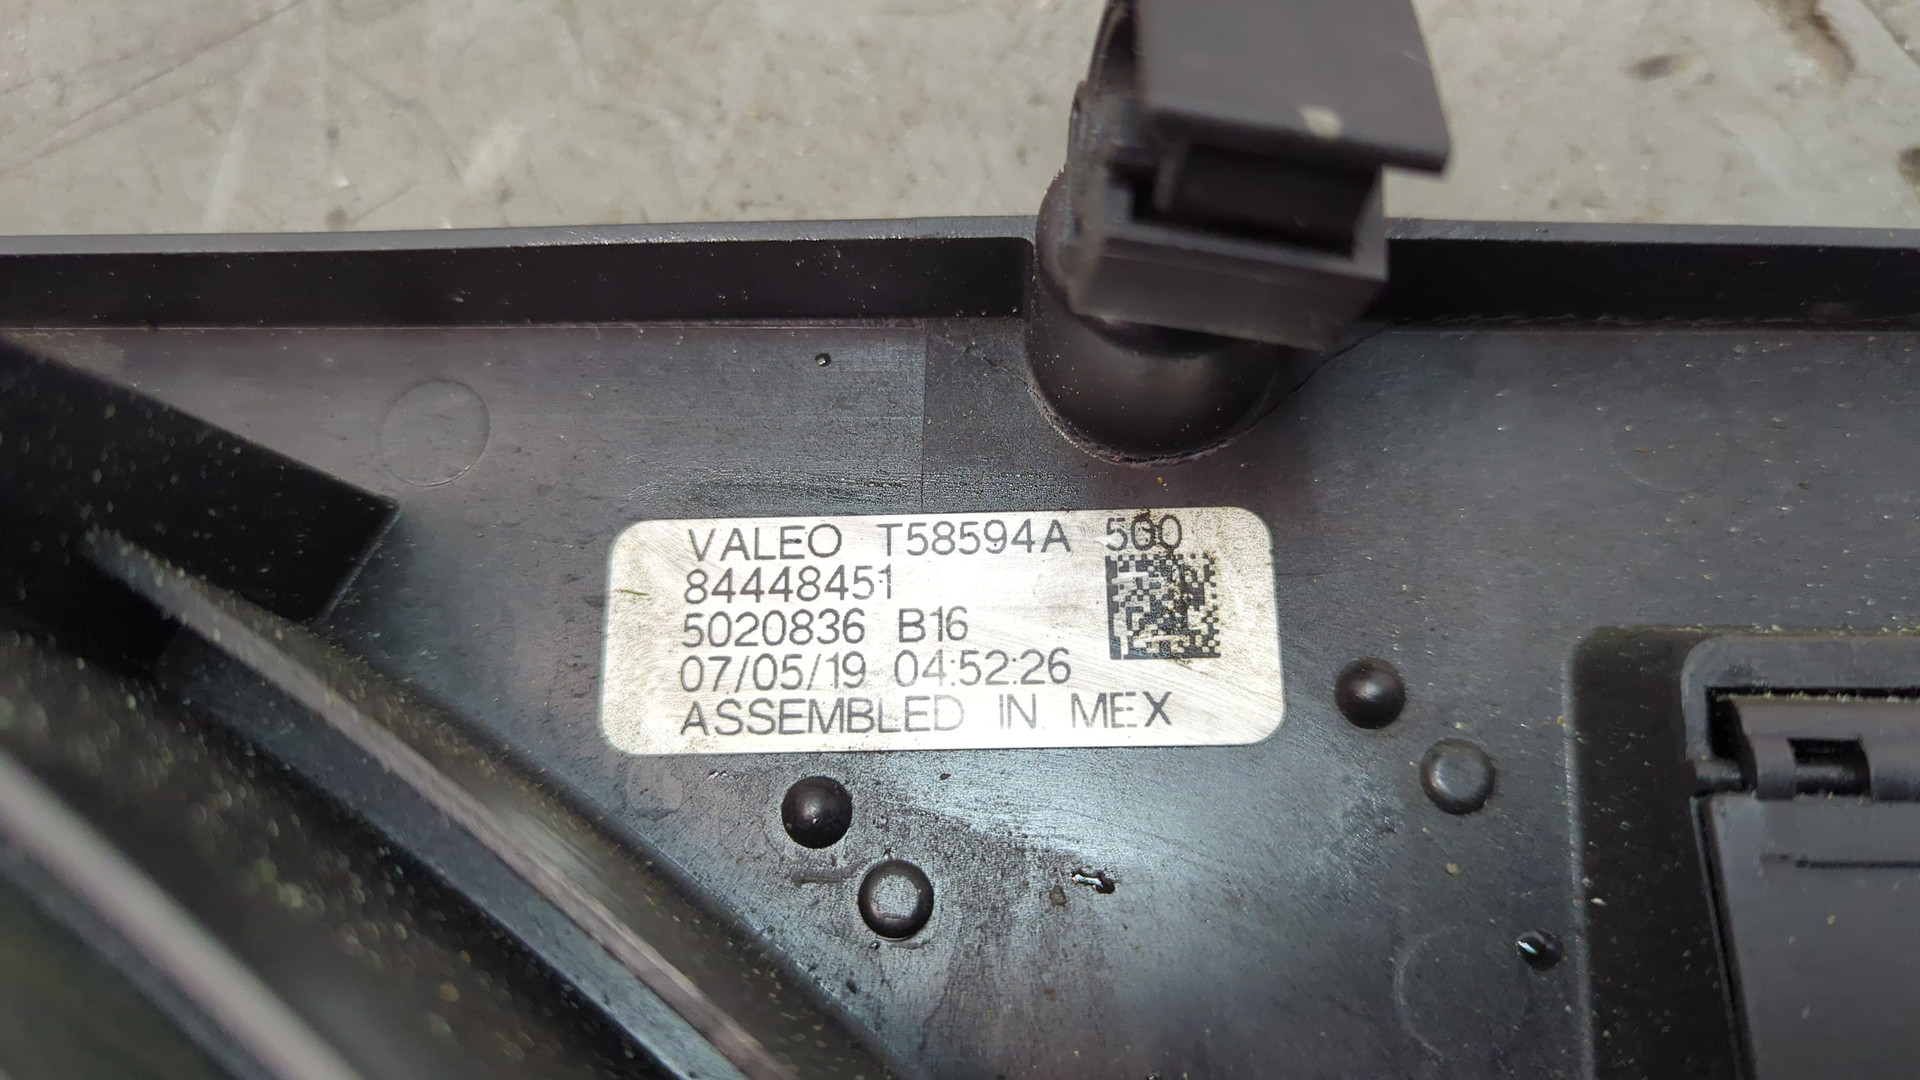 VALEO T58594A 500
84448451
5020836 B16
07/05/19 04:52:26
ASSEMBLED IN MEX